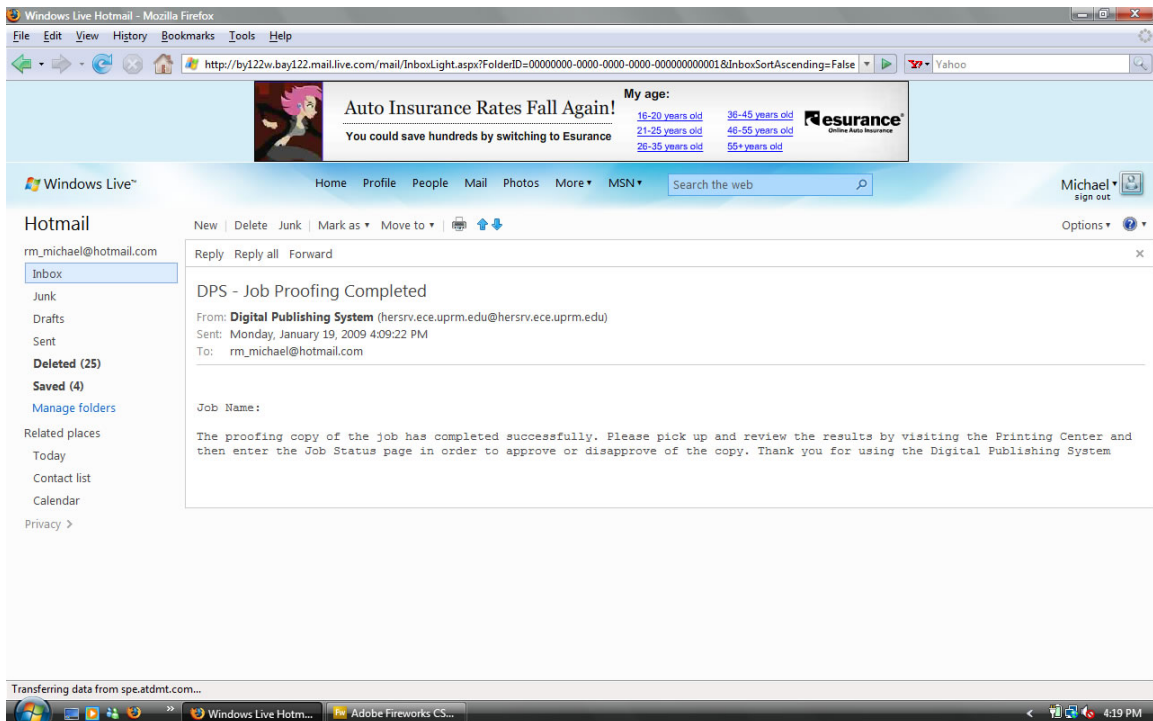 Windows Live Hotmail - Mozilla Firefox
File Edit View History Bookmarks Tools Help
http://by122w.bay122.mail.live.com/mail/InboxLight.aspx?FolderID=00000000-0000-0000-0000-000000000001&InboxSortAscending=False Yahoo
Auto Insurance Rates Fall Again!
You could save hundreds by switching to Esurance
My age:
16-20 years old 36-45 years old
21-25 years old 46-55 years old
26-35 years old 55+ years old
esurance
Online Auto Insurance
Windows Live™ Home Profile People Mail Photos More MSN Search the web Michael
sign out
Hotmail New Delete Junk Mark as Move to Options
rm_michael@hotmail.com Reply Reply all Forward
Inbox
Junk
Drafts
Sent
Deleted (25)
Saved (4)
Manage folders
Related places
Today
Contact list
Calendar
Privacy
DPS - Job Proofing Completed
From: Digital Publishing System (hersrv.ece.uprm.edu@hersrv.ece.uprm.edu)
Sent: Monday, January 19, 2009 4:09:22 PM
To: rm_michael@hotmail.com
Job Name:
The proofing copy of the job has completed successfully. Please pick up and review the results by visiting the Printing Center and
then enter the Job Status page in order to approve or disapprove of the copy. Thank you for using the Digital Publishing System
Transferring data from spe.atdmt.com...
Windows Live Hotm... Fw Adobe Fireworks CS... 4:19 PM